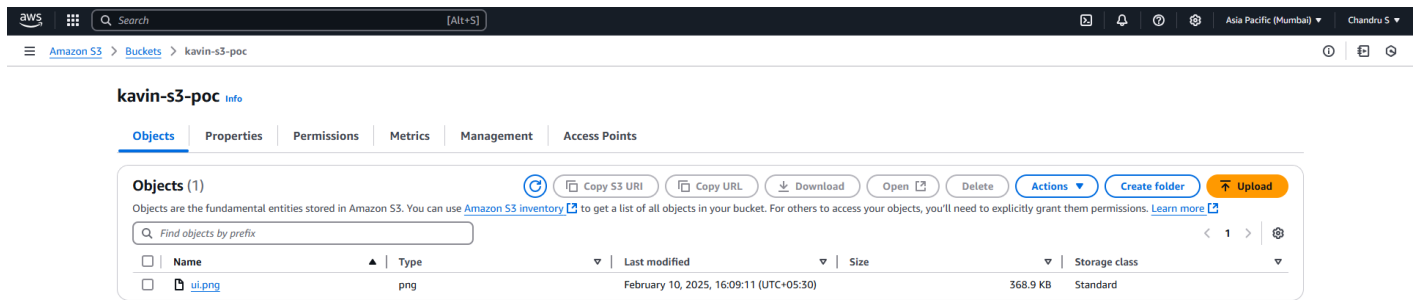 aws Search [Alt+S] Asia Pacific (Mumbai) Chandru S
Amazon S3 > Buckets > kavin-s3-poc
kavin-s3-poc Info
Objects Properties Permissions Metrics Management Access Points
Objects (1) Copy S3 URI Copy URL Download Open Delete Actions Create folder Upload
Objects are the fundamental entities stored in Amazon S3. You can use Amazon S3 inventory to get a list of all objects in your bucket. For others to access your objects, you'll need to explicitly grant them permissions. Learn more
Find objects by prefix < 1 >
Name Type Last modified Size Storage class
ui.png png February 10, 2025, 16:09:11 (UTC+05:30) 368.9 KB Standard